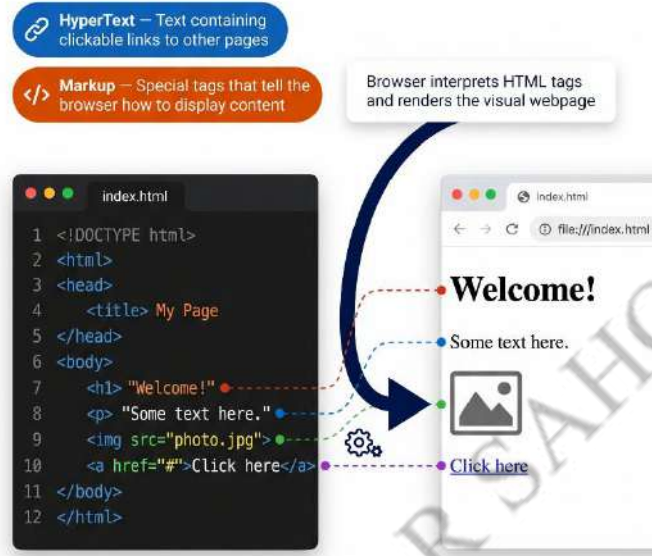 HyperText — Text containing
clickable links to other pages
</> Markup — Special tags that tell the
browser how to display content
Browser interprets HTML tags
and renders the visual webpage
index.html
1 <!DOCTYPE html>
2 <html>
3 <head>
4 <title> My Page
5 </head>
6 <body>
7 <h1> "Welcome!"
8 <p> "Some text here."
9 <img src="photo.jpg">
10 <a href="#">Click here</a>
11 </body>
12 </html>
index.html
file:///index.html
Welcome!
Some text here.
Click here
R SAHO